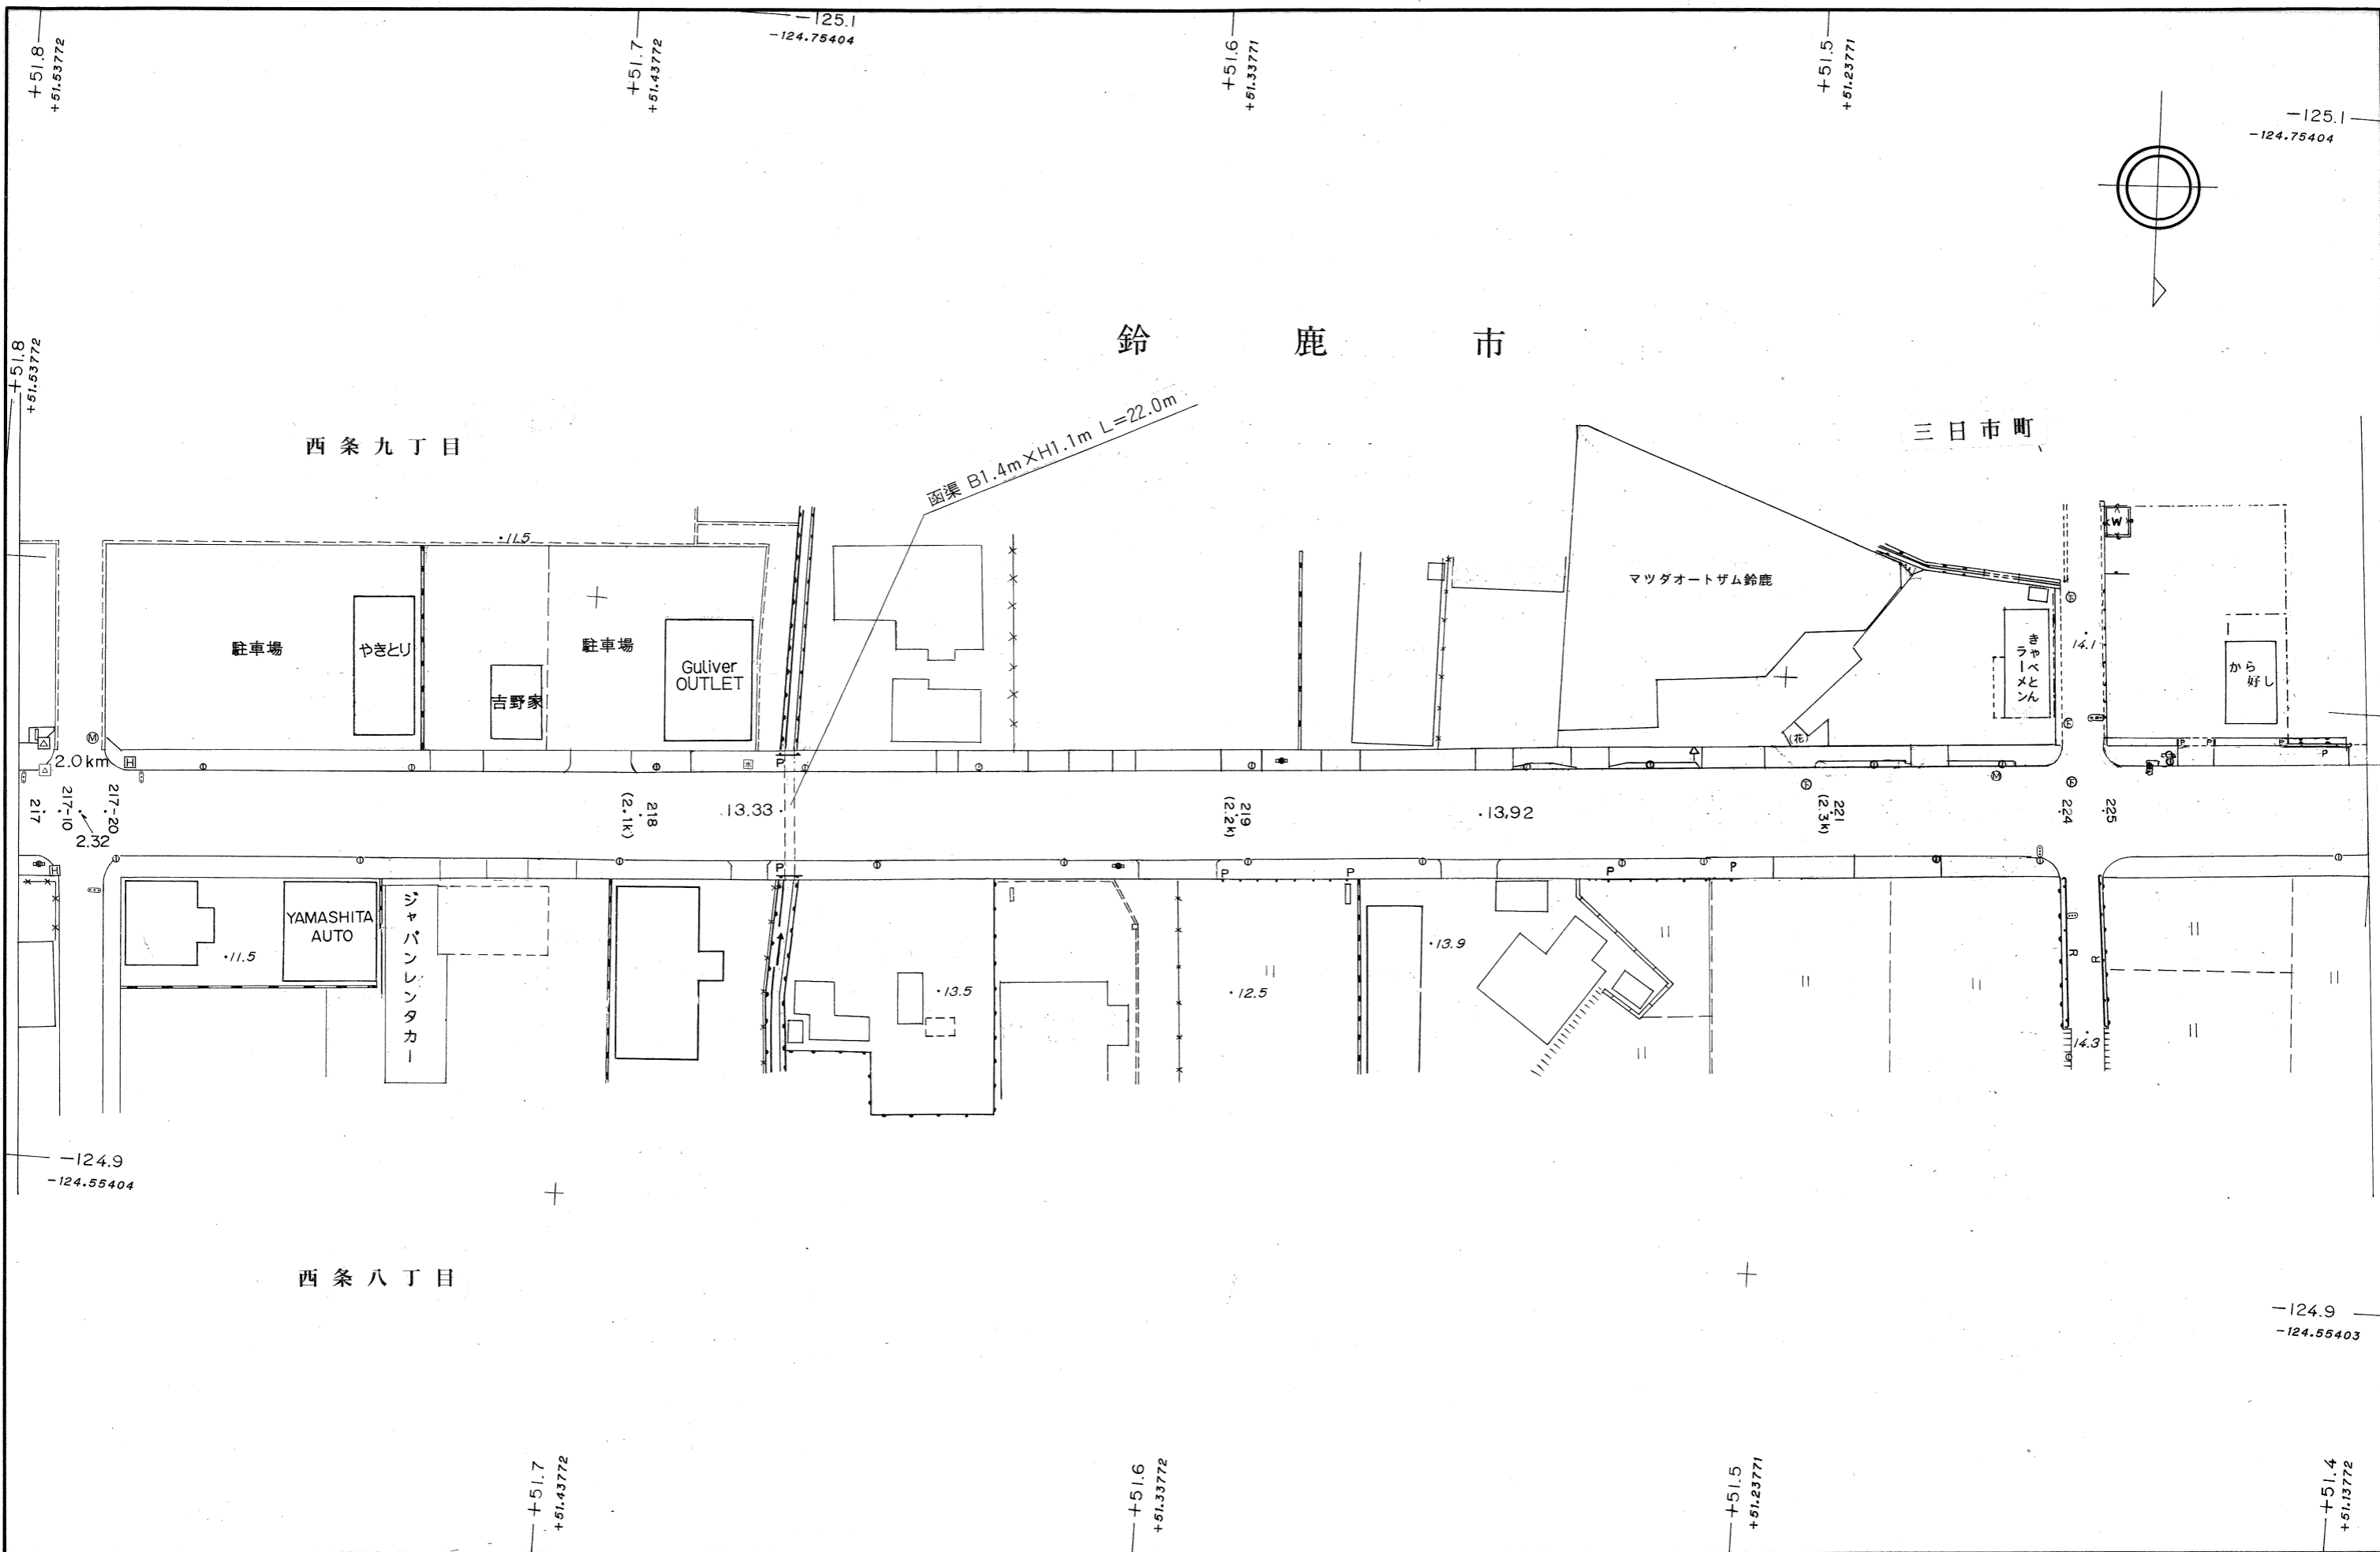 +51.8
+51.53772
+51.7
+51.43772
−125.1
-124.75404
+51.6
+51.33771
+51.5
+51.23771
−125.1
-124.75404
鈴鹿市
+51.8
+51.53772
西条九丁目
函渠 B1.4m×H1.1m L=22.0m
三日市町
・11.5
駐車場
やきとり
吉野家
駐車場
Guliver
OUTLET
マツダオートザム鈴鹿
(花)
きゃべとん
ラーメン
14.1
W
から
好し
M
2.0km
H
水
P
P
P
P
P
M
217
217-10
217-20
2.32
218
(2.1k)
13.33
219
(2.2k)
・13.92
221
(2.3k)
224
225
H
P
P
P
P
P
YAMASHITA
AUTO
・11.5
ジャパンレンタカー
・13.5
・12.5
・13.9
R
R
14.3
−124.9
-124.55404
西条八丁目
−124.9
-124.55403
+51.7
+51.43772
+51.6
+51.33772
+51.5
+51.23771
+51.4
+51.13772